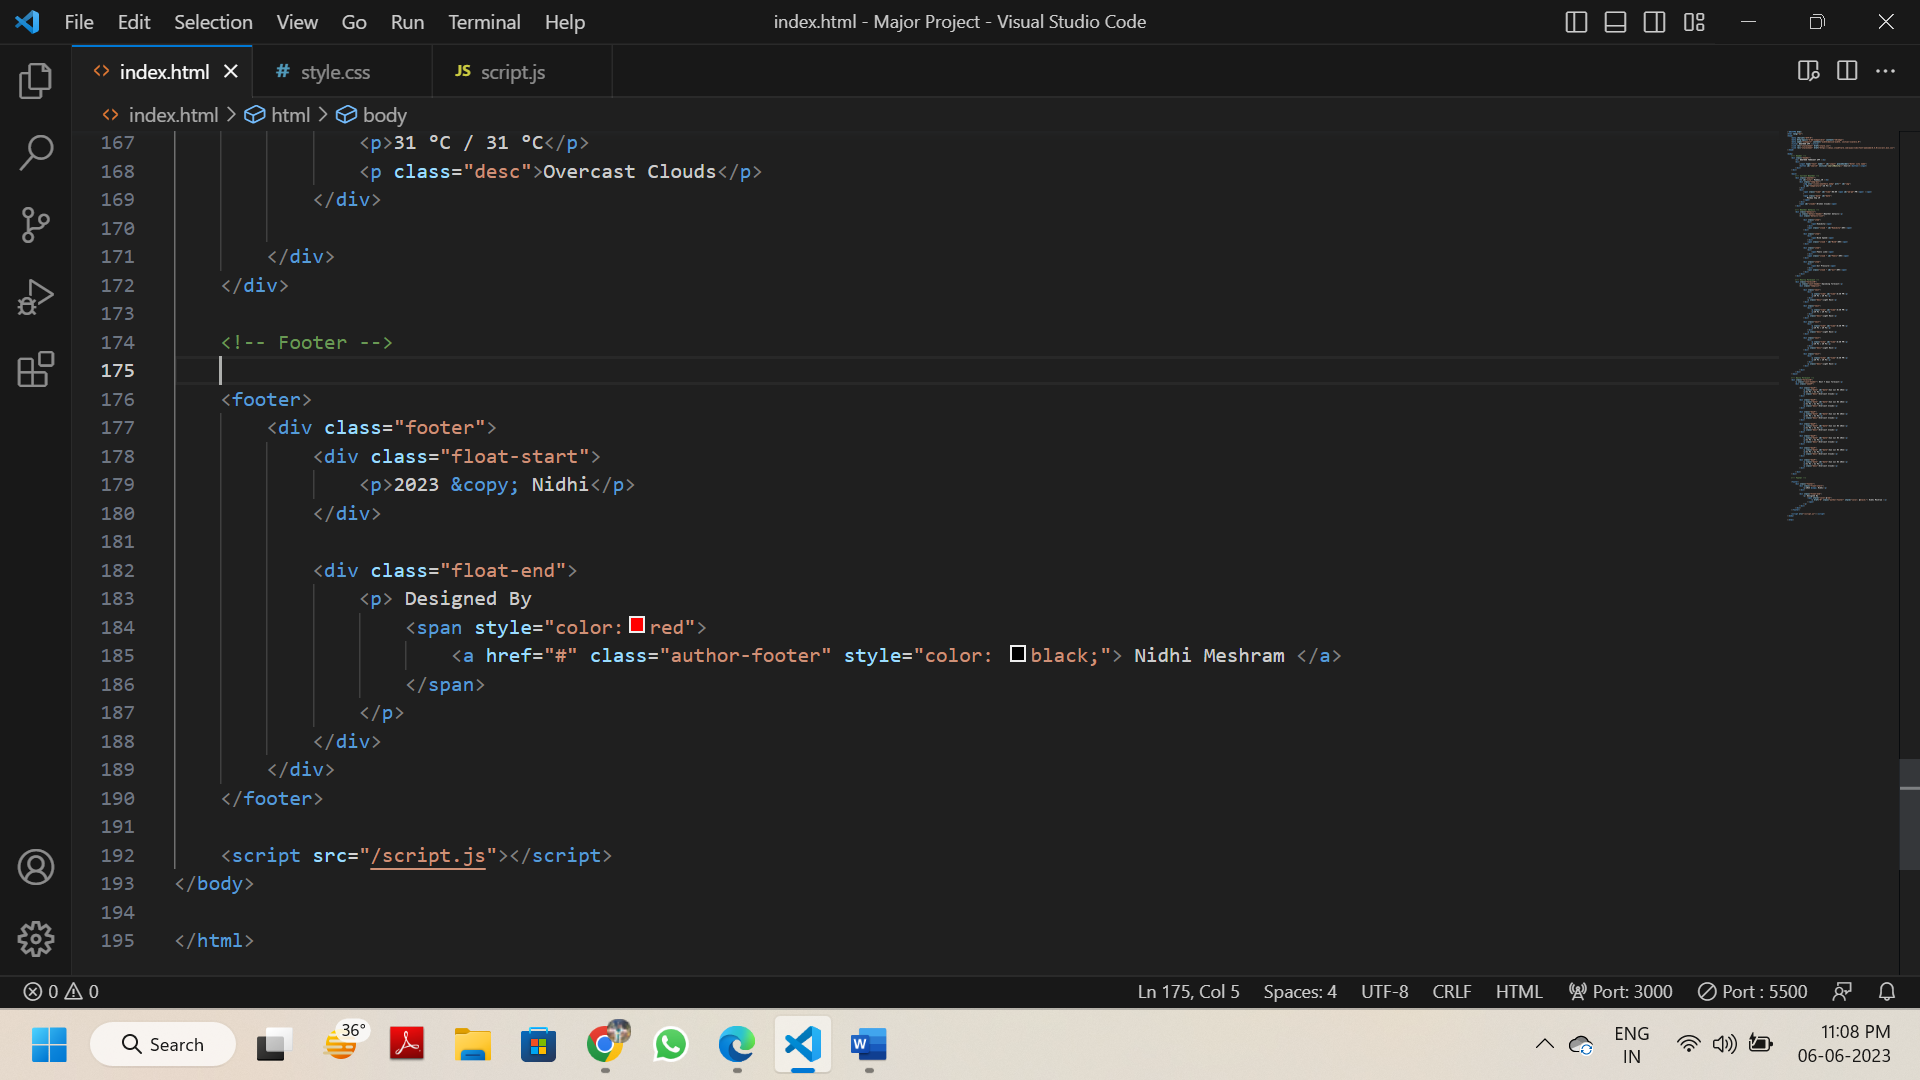 File Edit Selection View Go Run Terminal Help index.html - Major Project - Visual Studio Code
index.html style.css JS script.js
index.html > html > body
167 <p>31 °C / 31 °C</p>
168 <p class="desc">Overcast Clouds</p>
169 </div>
170
171 </div>
172 </div>
173
174 <!-- Footer -->
175
176 <footer>
177 <div class="footer">
178 <div class="float-start">
179 <p>2023 &copy; Nidhi</p>
180 </div>
181
182 <div class="float-end">
183 <p> Designed By
184 <span style="color:red">
185 <a href="#" class="author-footer" style="color: black;"> Nidhi Meshram </a>
186 </span>
187 </p>
188 </div>
189 </div>
190 </footer>
191
192 <script src="/script.js"></script>
193 </body>
194
195 </html>
0 0 Ln 175, Col 5 Spaces: 4 UTF-8 CRLF HTML Port: 3000 Port : 5500
Search 36° W ENG IN 11:08 PM
06-06-2023